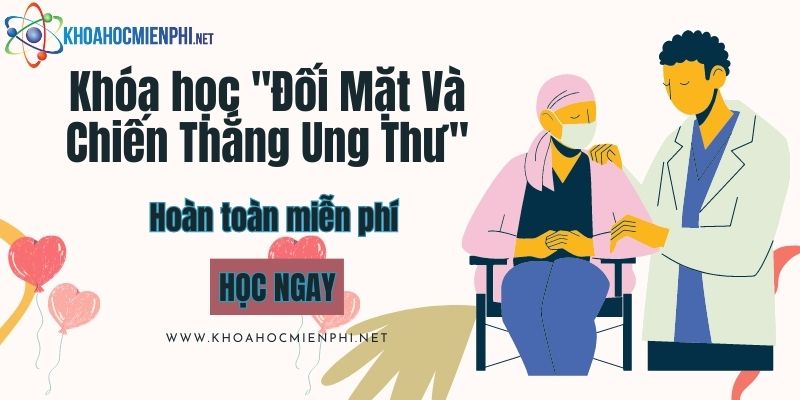 KHOAHOCMIENPHI.NET
Khóa học "Đối Mặt Và
Chiến Thắng Ung Thư"
Hoàn toàn miễn phí
HỌC NGAY
WWW.KHOAHOCMIENPHI.NET